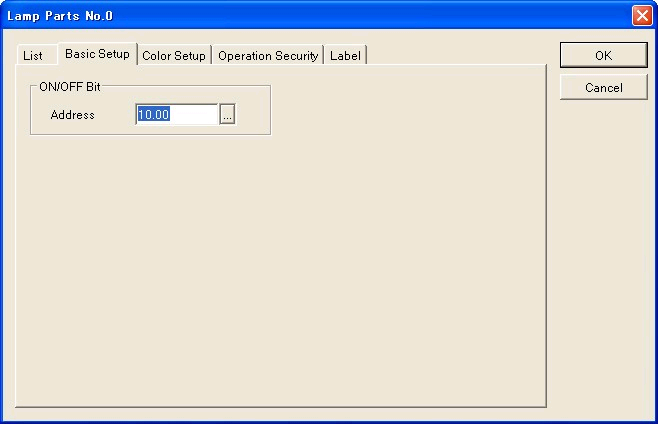 Lamp Parts No.0
List Basic Setup Color Setup Operation Security Label
OK
Cancel
ON/OFF Bit
Address 10.00 ...